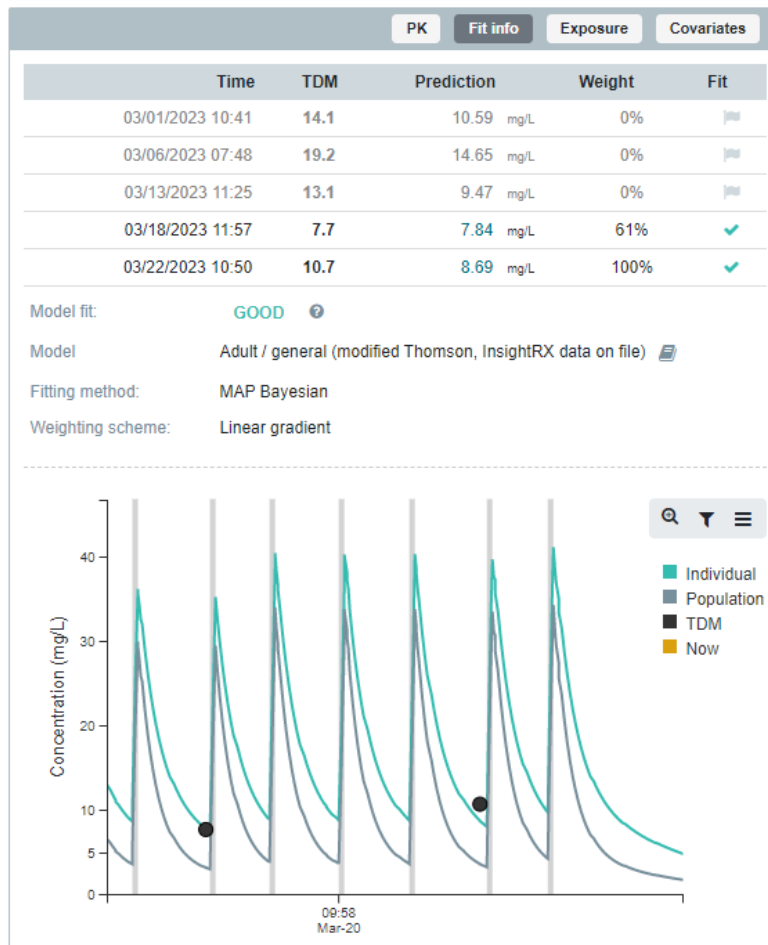 PK Fit info Exposure Covariates
Time TDM Prediction Weight Fit
03/01/2023 10:41 14.1 10.59 mg/L 0%
03/06/2023 07:48 19.2 14.65 mg/L 0%
03/13/2023 11:25 13.1 9.47 mg/L 0%
03/18/2023 11:57 7.7 7.84 mg/L 61%
03/22/2023 10:50 10.7 8.69 mg/L 100%
Model fit: GOOD ?
Model Adult / general (modified Thomson, InsightRX data on file)
Fitting method: MAP Bayesian
Weighting scheme: Linear gradient
Concentration (mg/L)
40
30
20
10
5
0
09:58
Mar-20
Individual
Population
TDM
Now